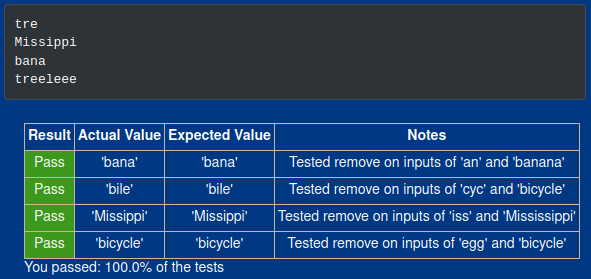 tre
Missippi
bana
treeleee
Result Actual Value Expected Value Notes
Pass 'bana' 'bana' Tested remove on inputs of 'an' and 'banana'
Pass 'bile' 'bile' Tested remove on inputs of 'cyc' and 'bicycle'
Pass 'Missippi' 'Missippi' Tested remove on inputs of 'iss' and 'Mississippi'
Pass 'bicycle' 'bicycle' Tested remove on inputs of 'egg' and 'bicycle'
You passed: 100.0% of the tests